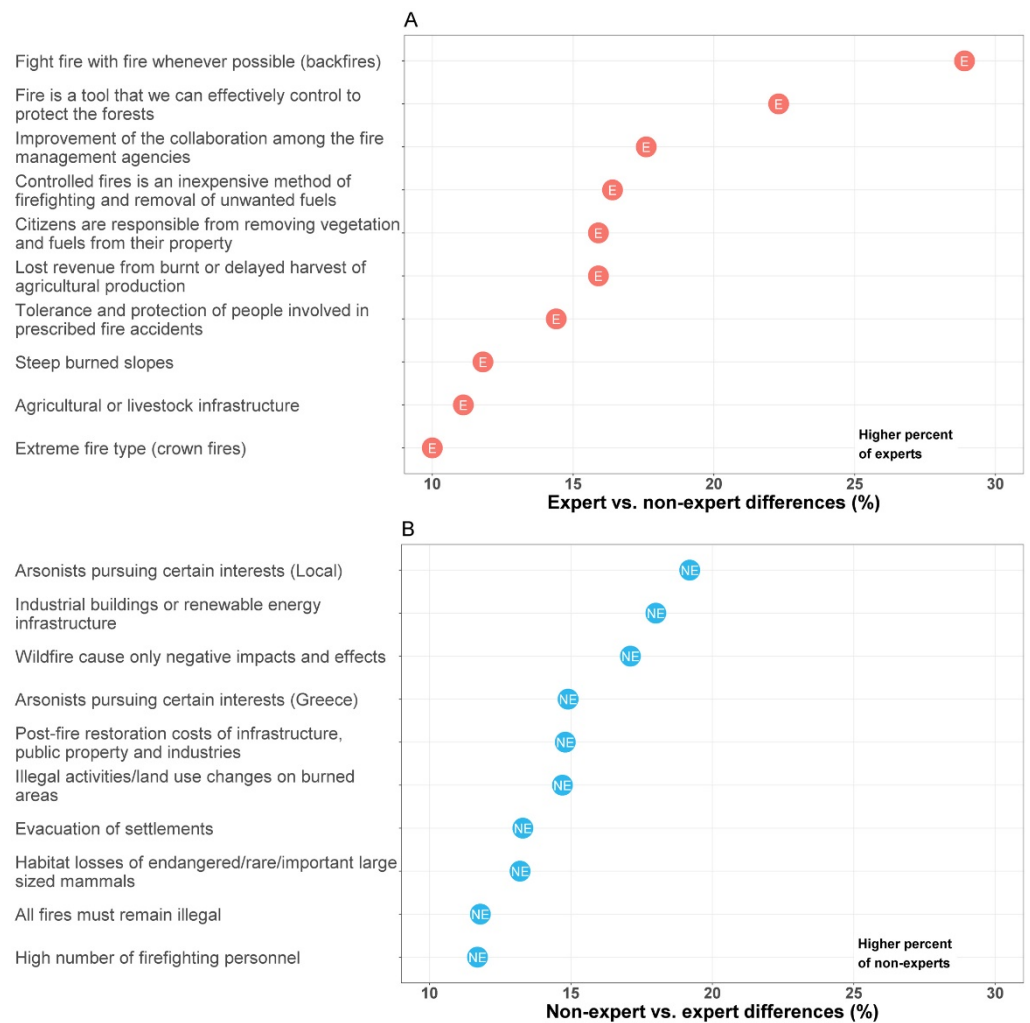 A
Fight fire with fire whenever possible (backfires)
E
Fire is a tool that we can effectively control to
protect the forests
E
Improvement of the collaboration among the fire
management agencies
E
Controlled fires is an inexpensive method of
firefighting and removal of unwanted fuels
E
Citizens are responsible from removing vegetation
and fuels from their property
E
Lost revenue from burnt or delayed harvest of
agricultural production
E
Tolerance and protection of people involved in
prescribed fire accidents
E
Steep burned slopes
E
Agricultural or livestock infrastructure
E
Extreme fire type (crown fires)
E
Higher percent
of experts
10 15 20 25 30
Expert vs. non-expert differences (%)
B
Arsonists pursuing certain interests (Local)
NE
Industrial buildings or renewable energy
infrastructure
NE
Wildfire cause only negative impacts and effects
NE
Arsonists pursuing certain interests (Greece)
NE
Post-fire restoration costs of infrastructure,
public property and industries
NE
Illegal activities/land use changes on burned
areas
NE
Evacuation of settlements
NE
Habitat losses of endangered/rare/important large
sized mammals
NE
All fires must remain illegal
NE
High number of firefighting personnel
NE
Higher percent
of non-experts
10 15 20 25 30
Non-expert vs. expert differences (%)